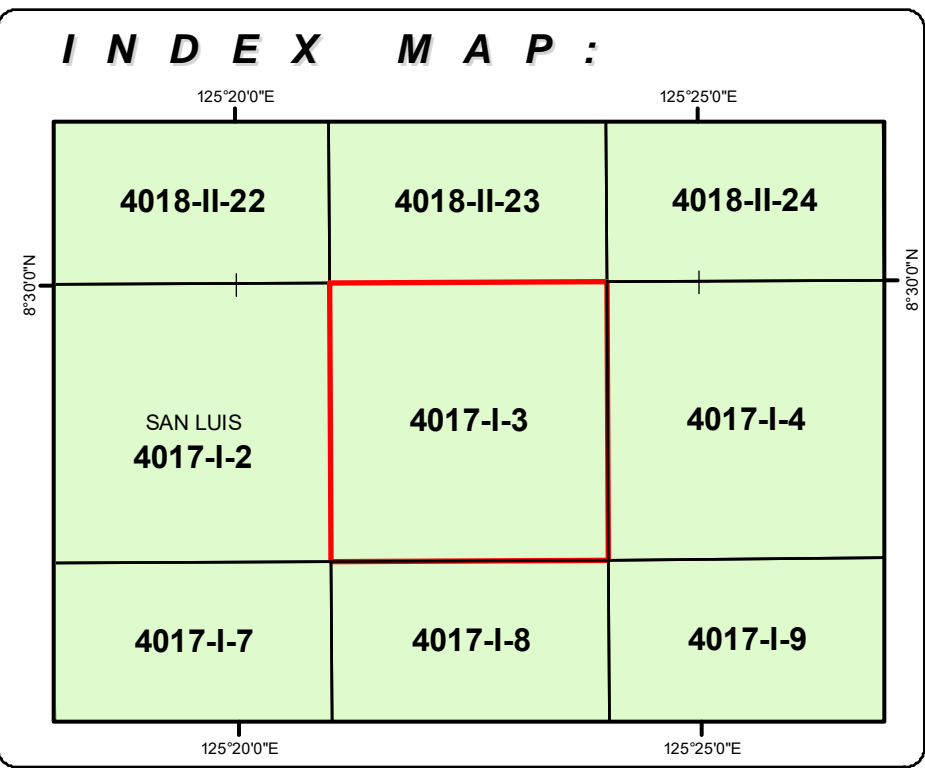 INDEX MAP:
125°20'0"E
125°25'0"E
4018-II-22
4018-II-23
4018-II-24
8°30'0"N
8°30'0"N
SAN LUIS
4017-I-2
4017-I-3
4017-I-4
4017-I-7
4017-I-8
4017-I-9
125°20'0"E
125°25'0"E